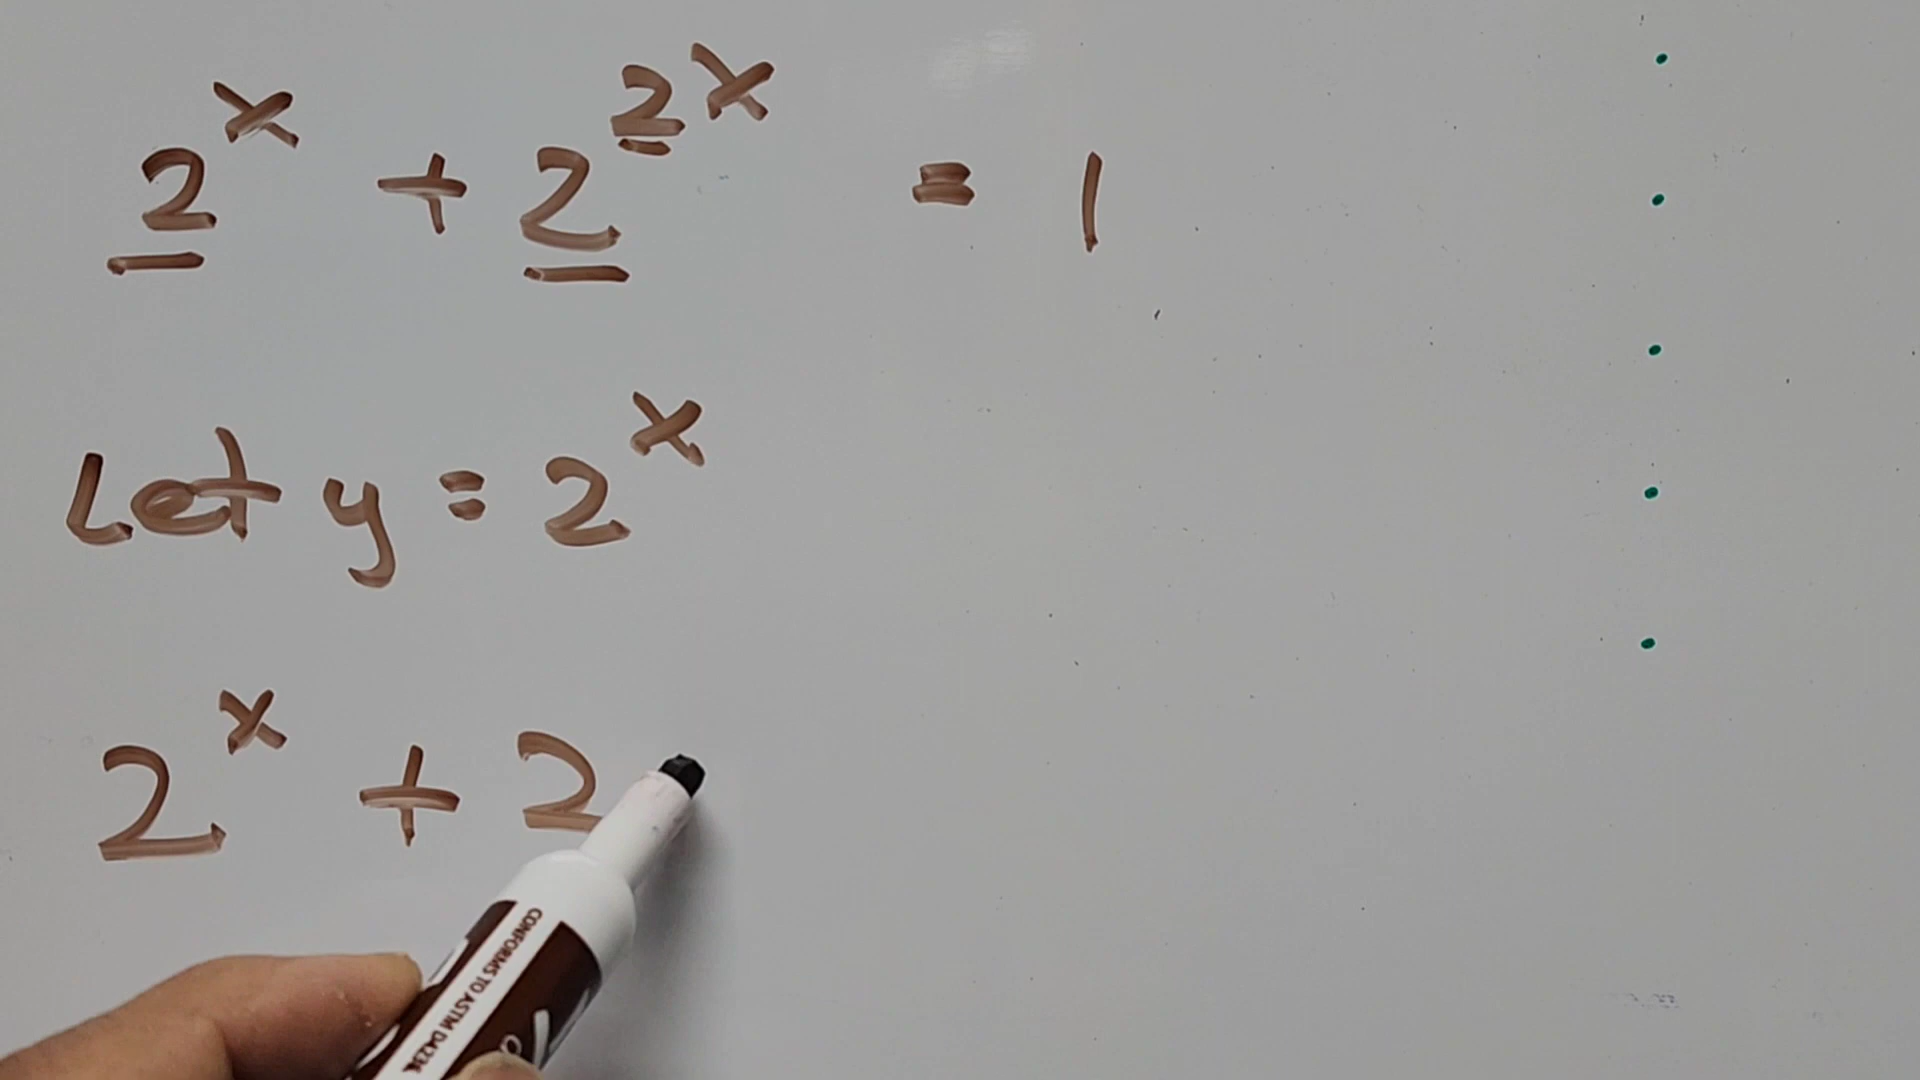 2^x + 2^2^x = 1
Let y = 2^x
2^x + 2
CONFORMS TO ASTM D4236